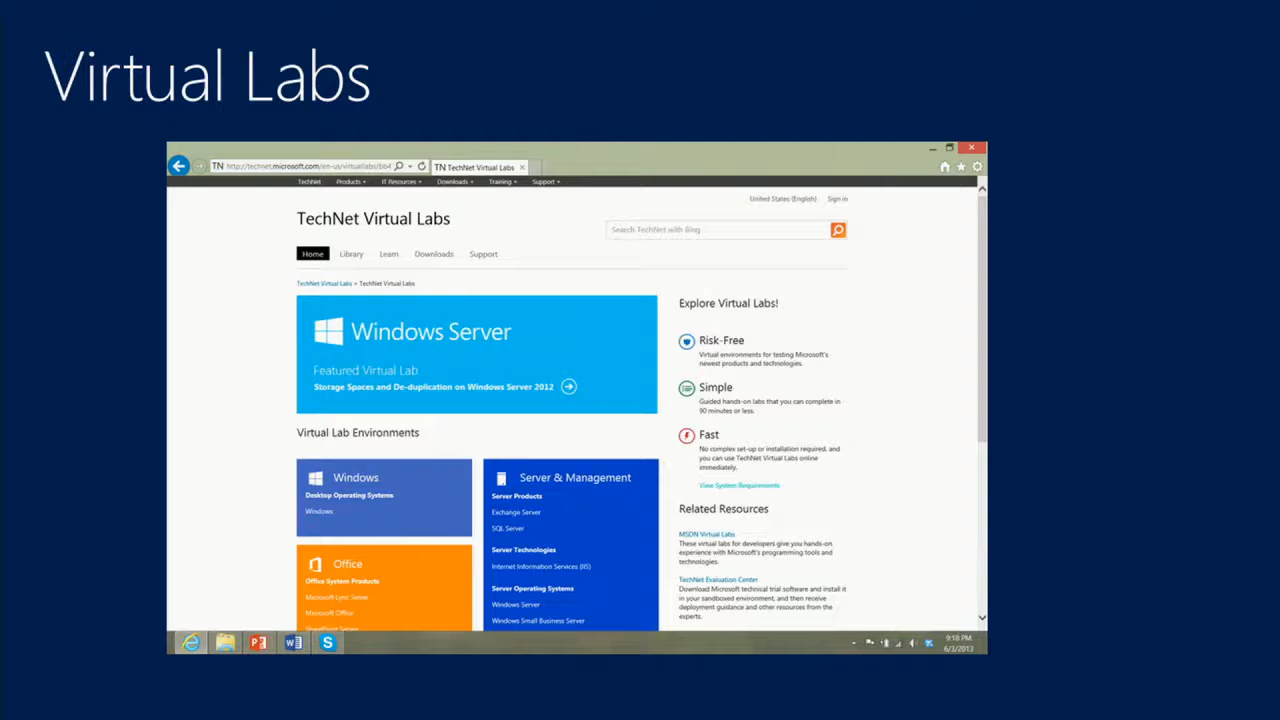 Virtual Labs
TN http://technet.microsoft.com/en-us/virtuallabs/bb4
TN TechNet Virtual Labs
TechNet Products IT Resources Downloads Training Support
United States (English) Sign in
TechNet Virtual Labs
Search TechNet with Bing
Home Library Learn Downloads Support
TechNet Virtual Labs > TechNet Virtual Labs
Windows Server
Featured Virtual Lab
Storage Spaces and De-duplication on Windows Server 2012
Virtual Lab Environments
Windows
Desktop Operating Systems
Windows
Office
Office System Products
Microsoft Lync Server
Microsoft Office
SharePoint Server
Server & Management
Server Products
Exchange Server
SQL Server
Server Technologies
Internet Information Services (IIS)
Server Operating Systems
Windows Server
Windows Small Business Server
Explore Virtual Labs!
Risk-Free
Virtual environments for testing Microsoft's
newest products and technologies.
Simple
Guided hands-on labs that you can complete in
90 minutes or less.
Fast
No complex set-up or installation required, and
you can use TechNet Virtual Labs online
immediately.
View System Requirements
Related Resources
MSDN Virtual Labs
These virtual labs for developers give you hands-on
experience with Microsoft's programming tools and
technologies.
TechNet Evaluation Center
Download Microsoft technical trial software and install it
in your sandboxed environment, and then receive
deployment guidance and other resources from the
experts.
9:18 PM
6/3/2013